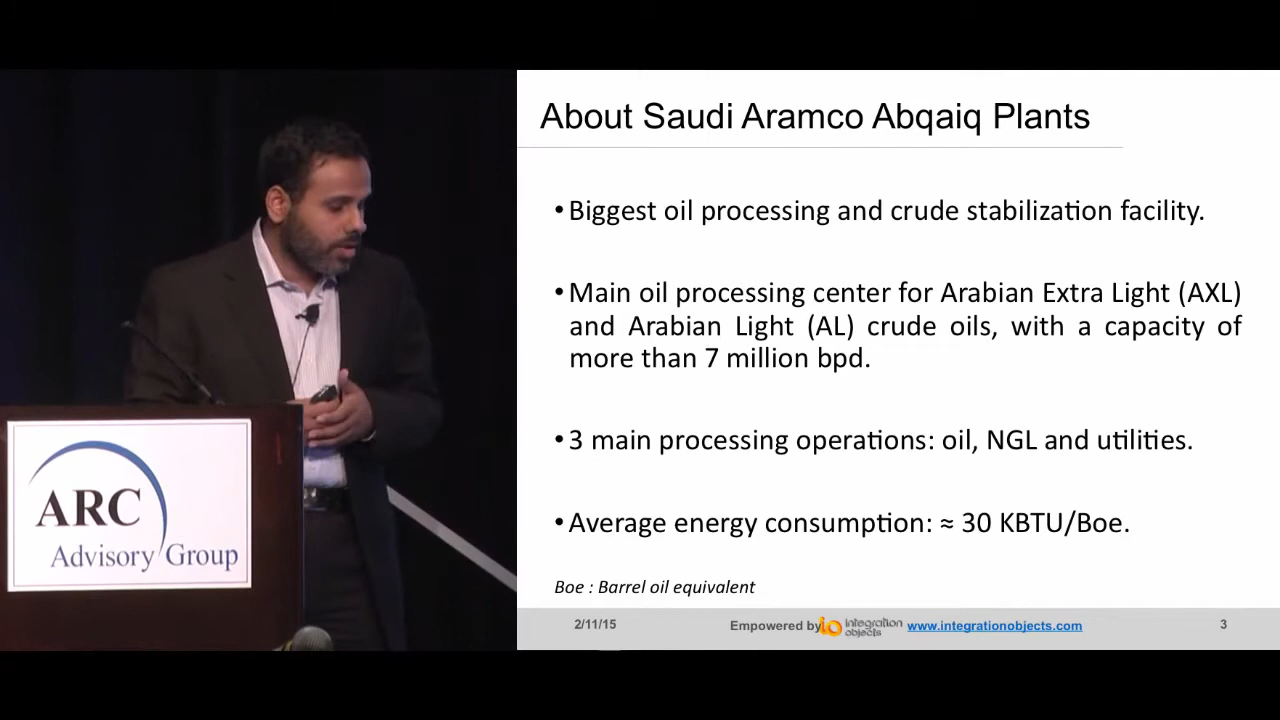 About Saudi Aramco Abqaiq Plants
•Biggest oil processing and crude stabilization facility.
•Main oil processing center for Arabian Extra Light (AXL)
and Arabian Light (AL) crude oils, with a capacity of
more than 7 million bpd.
•3 main processing operations: oil, NGL and utilities.
•Average energy consumption: ≈ 30 KBTU/Boe.
Boe : Barrel oil equivalent
2/11/15
Empowered by
integration
objects
www.integrationobjects.com
3
ARC
Advisory Group